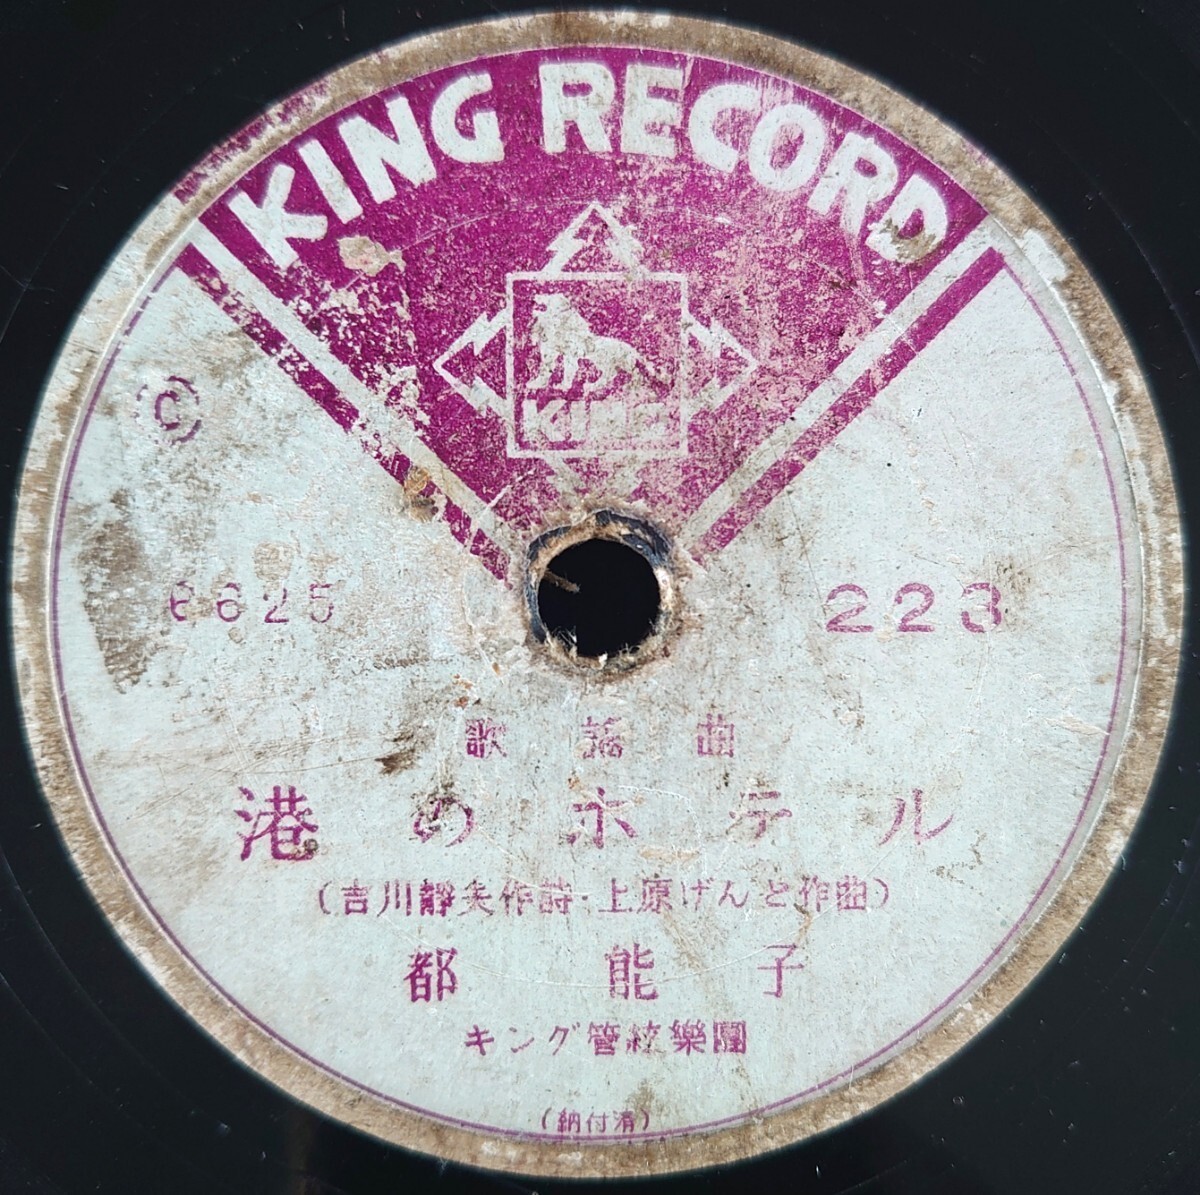 KING RECORD
KING
©
6625
223
歌謡曲
港のホテル
(吉川靜夫作詩・上原げんと作曲)
都能子
キング管絃樂團
(納付済)